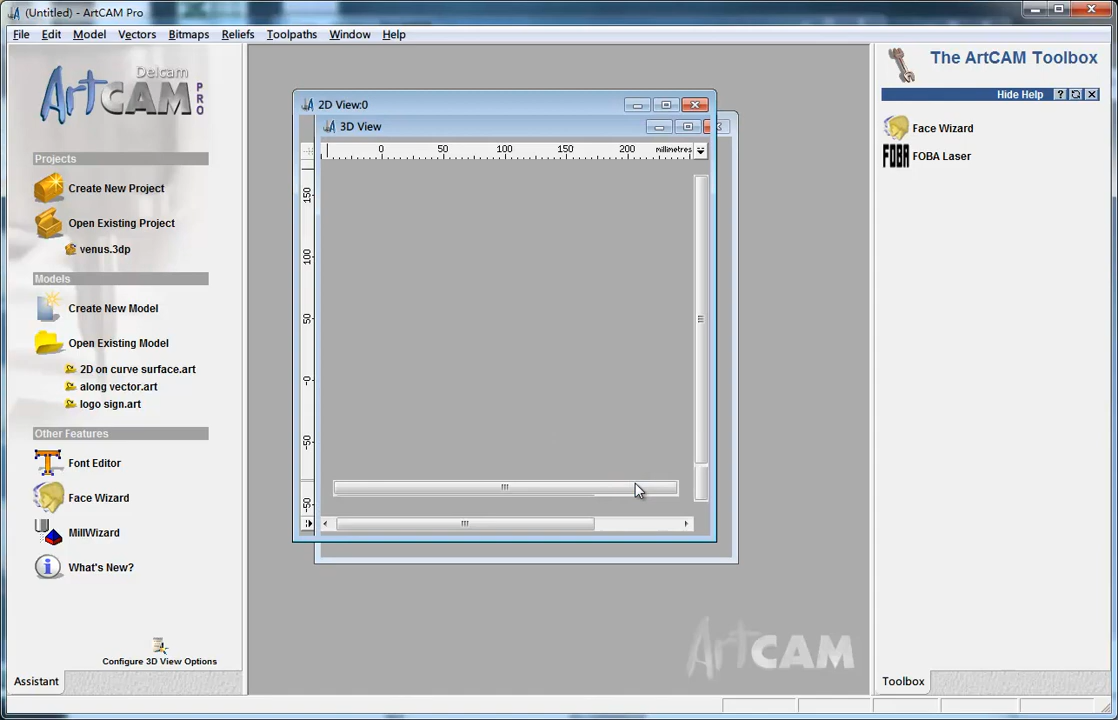 (Untitled) - ArtCAM Pro
File Edit Model Vectors Bitmaps Reliefs Toolpaths Window Help
Delcam
ArtCAM PRO
Projects
Create New Project
Open Existing Project
venus.3dp
Models
Create New Model
Open Existing Model
2D on curve surface.art
along vector.art
logo sign.art
Other Features
Font Editor
Face Wizard
MillWizard
What's New?
Configure 3D View Options
Assistant
2D View:0
3D View
0 50 100 150 200 millimetres
150
100
50
-0
-50
ArtCAM
The ArtCAM Toolbox
Hide Help ?
Face Wizard
FOBA FOBA Laser
Toolbox